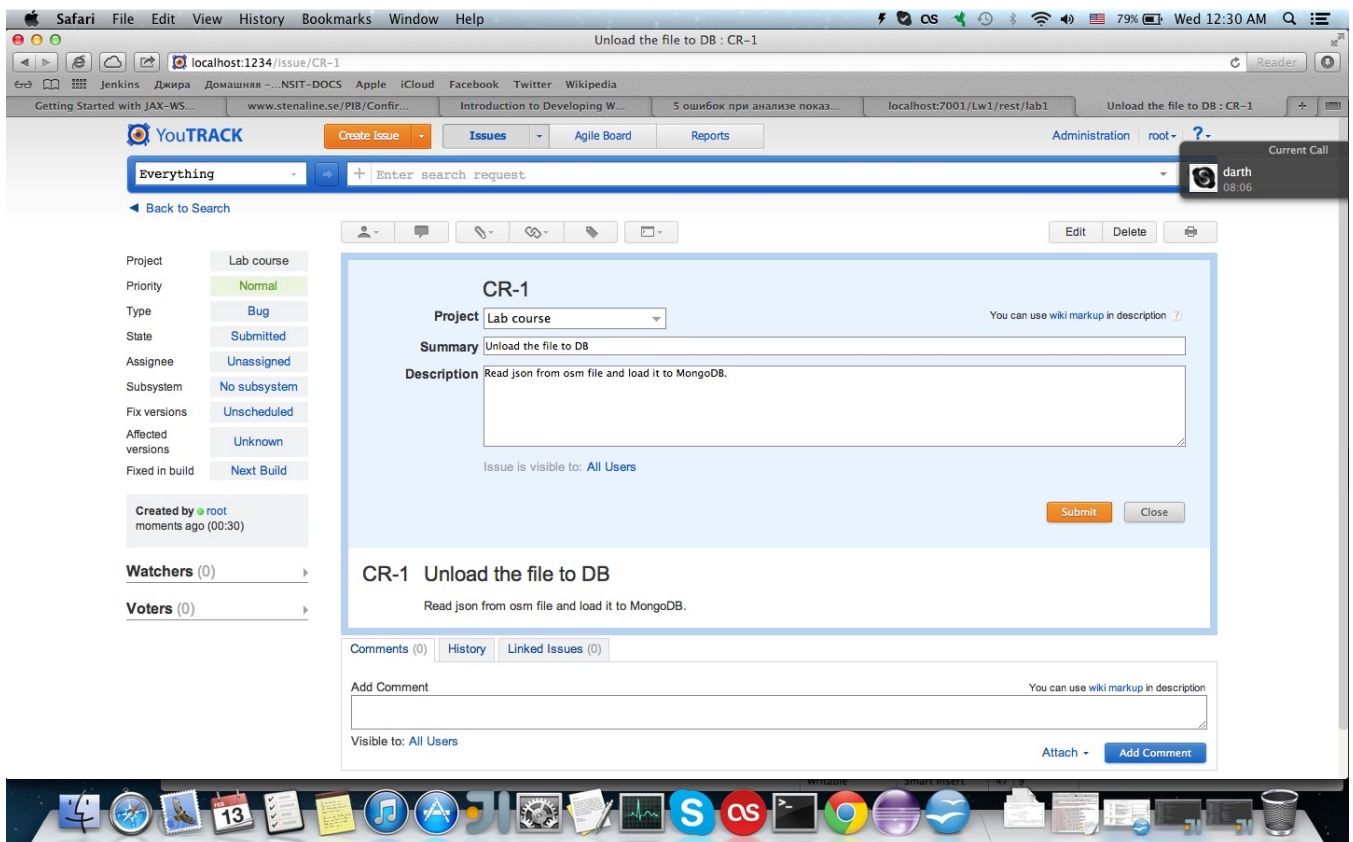 Safari File Edit View History Bookmarks Window Help 79% Wed 12:30 AM
Unload the file to DB : CR-1
localhost:1234/issue/CR-1 Reader
Jenkins Джира Домашняя -...NSIT-DOCS Apple iCloud Facebook Twitter Wikipedia
Getting Started with JAX-WS... www.stenaline.se/PIB/Confir... Introduction to Developing W... 5 ошибок при анализе показ... localhost:7001/Lw1/rest/lab1 Unload the file to DB : CR-1
YouTRACK Create Issue Issues Agile Board Reports Administration root ?
Current Call
darth
08:06
Everything Enter search request
Back to Search
Edit Delete
Project Lab course
Priority Normal
Type Bug
State Submitted
Assignee Unassigned
Subsystem No subsystem
Fix versions Unscheduled
Affected versions Unknown
Fixed in build Next Build
Created by root
moments ago (00:30)
Watchers (0)
Voters (0)
CR-1
Project Lab course You can use wiki markup in description ?
Summary Unload the file to DB
Description Read json from osm file and load it to MongoDB.
Issue is visible to: All Users
Submit Close
CR-1 Unload the file to DB
Read json from osm file and load it to MongoDB.
Comments (0) History Linked Issues (0)
Add Comment You can use wiki markup in description
Visible to: All Users
Attach Add Comment
Writable Smart Insert 47 : 9
FEB
13